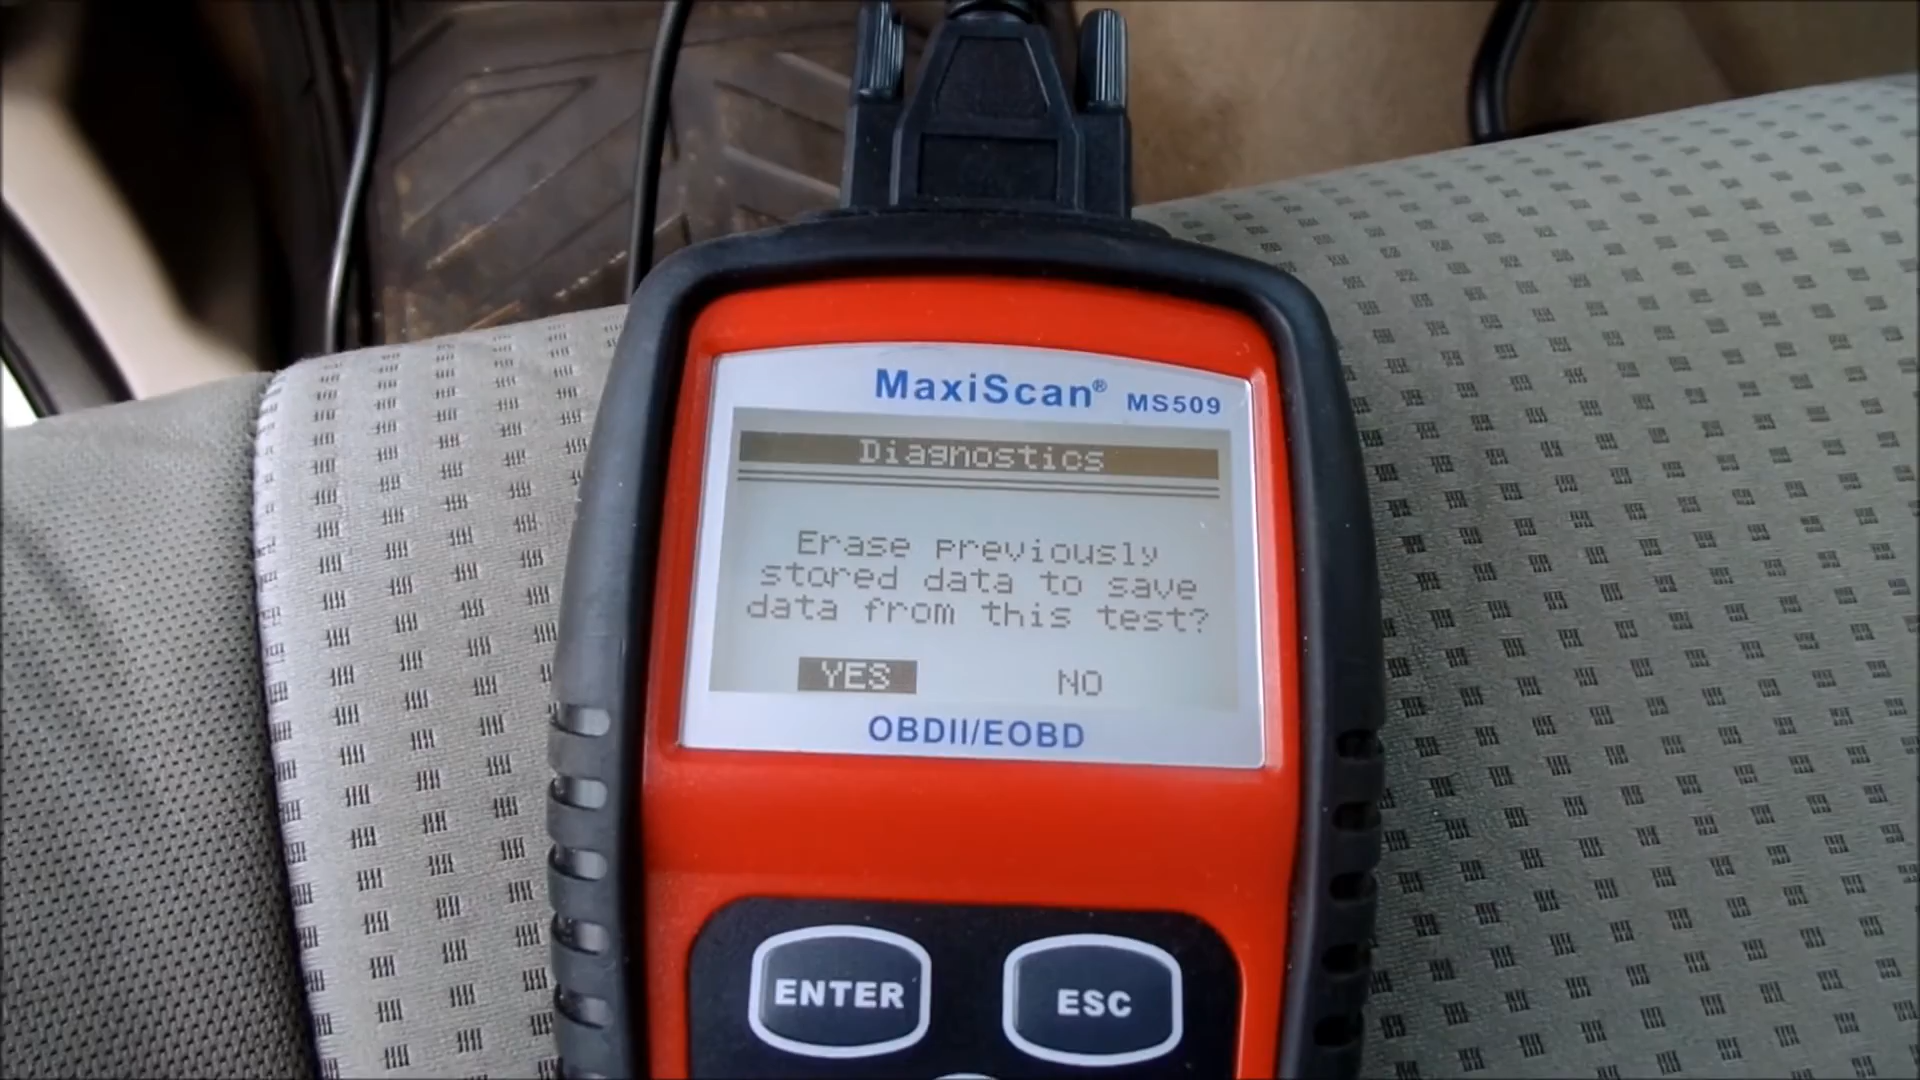 MaxiScan® MS509
Diagnostics
Erase previously
stored data to save
data from this test?
YES NO
OBDII/EOBD
ENTER ESC